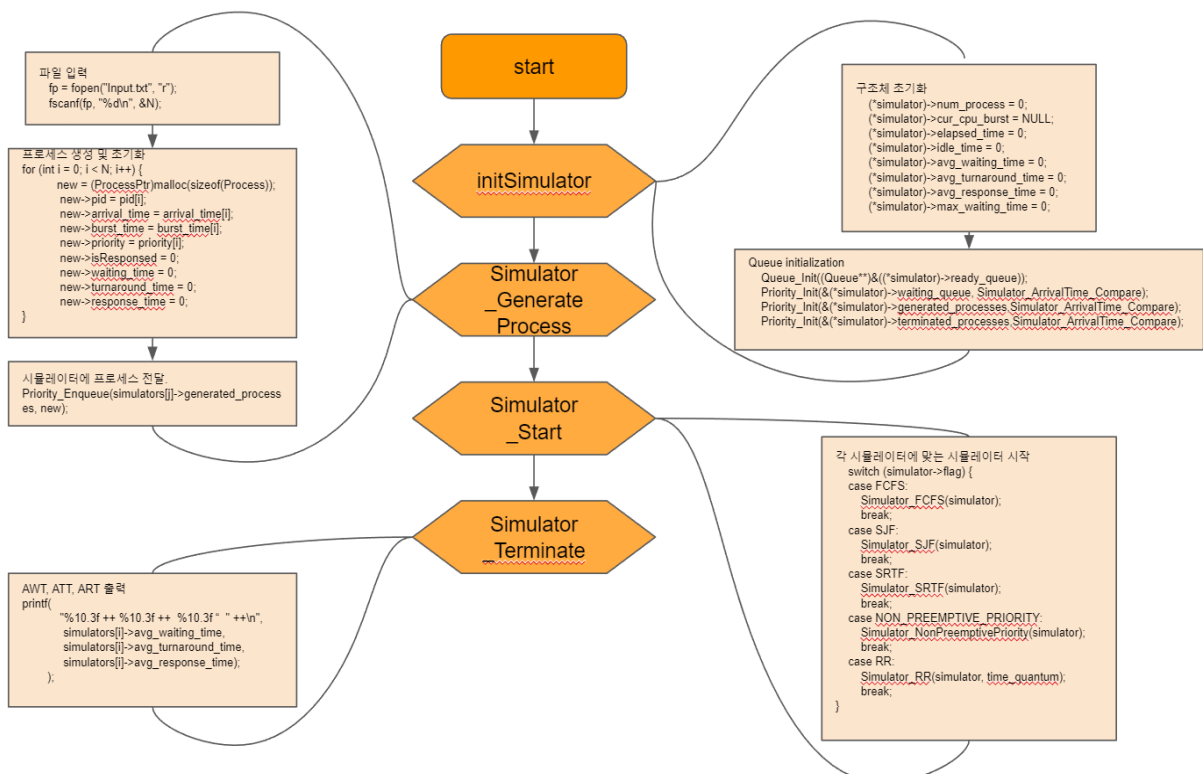 start
initSimulator
Simulator
_Generate
Process
Simulator
_Start
Simulator
_Terminate
파일 입력
fp = fopen("Input.txt", "r");
fscanf(fp, "%d\n", &N);
프로세스 생성 및 초기화
for (int i = 0; i < N; i++) {
new = (ProcessPtr)malloc(sizeof(Process));
new->pid = pid[i];
new->arrival_time = arrival_time[i];
new->burst_time = burst_time[i];
new->priority = priority[i];
new->isResponsed = 0;
new->waiting_time = 0;
new->turnaround_time = 0;
new->response_time = 0;
}
시뮬레이터에 프로세스 전달.
Priority_Enqueue(simulators[j]->generated_process
es, new);
AWT, ATT, ART 출력
printf(
"%10.3f ++ %10.3f ++  %10.3f “  ” ++\n",
simulators[i]->avg_waiting_time,
simulators[i]->avg_turnaround_time,
simulators[i]->avg_response_time);
);
구조체 초기화
(*simulator)->num_process = 0;
(*simulator)->cur_cpu_burst = NULL;
(*simulator)->elapsed_time = 0;
(*simulator)->idle_time = 0;
(*simulator)->avg_waiting_time = 0;
(*simulator)->avg_turnaround_time = 0;
(*simulator)->avg_response_time = 0;
(*simulator)->max_waiting_time = 0;
Queue initialization
Queue_Init((Queue**)&((*simulator)->ready_queue));
Priority_Init(&(*simulator)->waiting_queue, Simulator_ArrivalTime_Compare);
Priority_Init(&(*simulator)->generated_processes,Simulator_ArrivalTime_Compare);
Priority_Init(&(*simulator)->terminated_processes,Simulator_ArrivalTime_Compare);
각 시뮬레이터에 맞는 시뮬레이터 시작
switch (simulator->flag) {
case FCFS:
Simulator_FCFS(simulator);
break;
case SJF:
Simulator_SJF(simulator);
break;
case SRTF:
Simulator_SRTF(simulator);
break;
case NON_PREEMPTIVE_PRIORITY:
Simulator_NonPreemptivePriority(simulator);
break;
case RR:
Simulator_RR(simulator, time_quantum);
break;
}